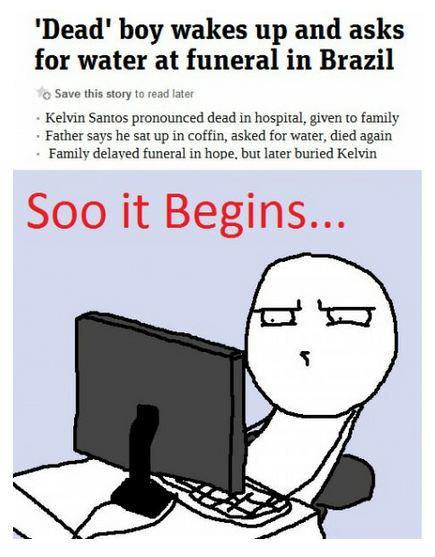 'Dead' boy wakes up and asks
for water at funeral in Brazil
Save this story to read later
· Kelvin Santos pronounced dead in hospital, given to family
· Father says he sat up in coffin, asked for water, died again
· Family delayed funeral in hope, but later buried Kelvin
Soo it Begins...